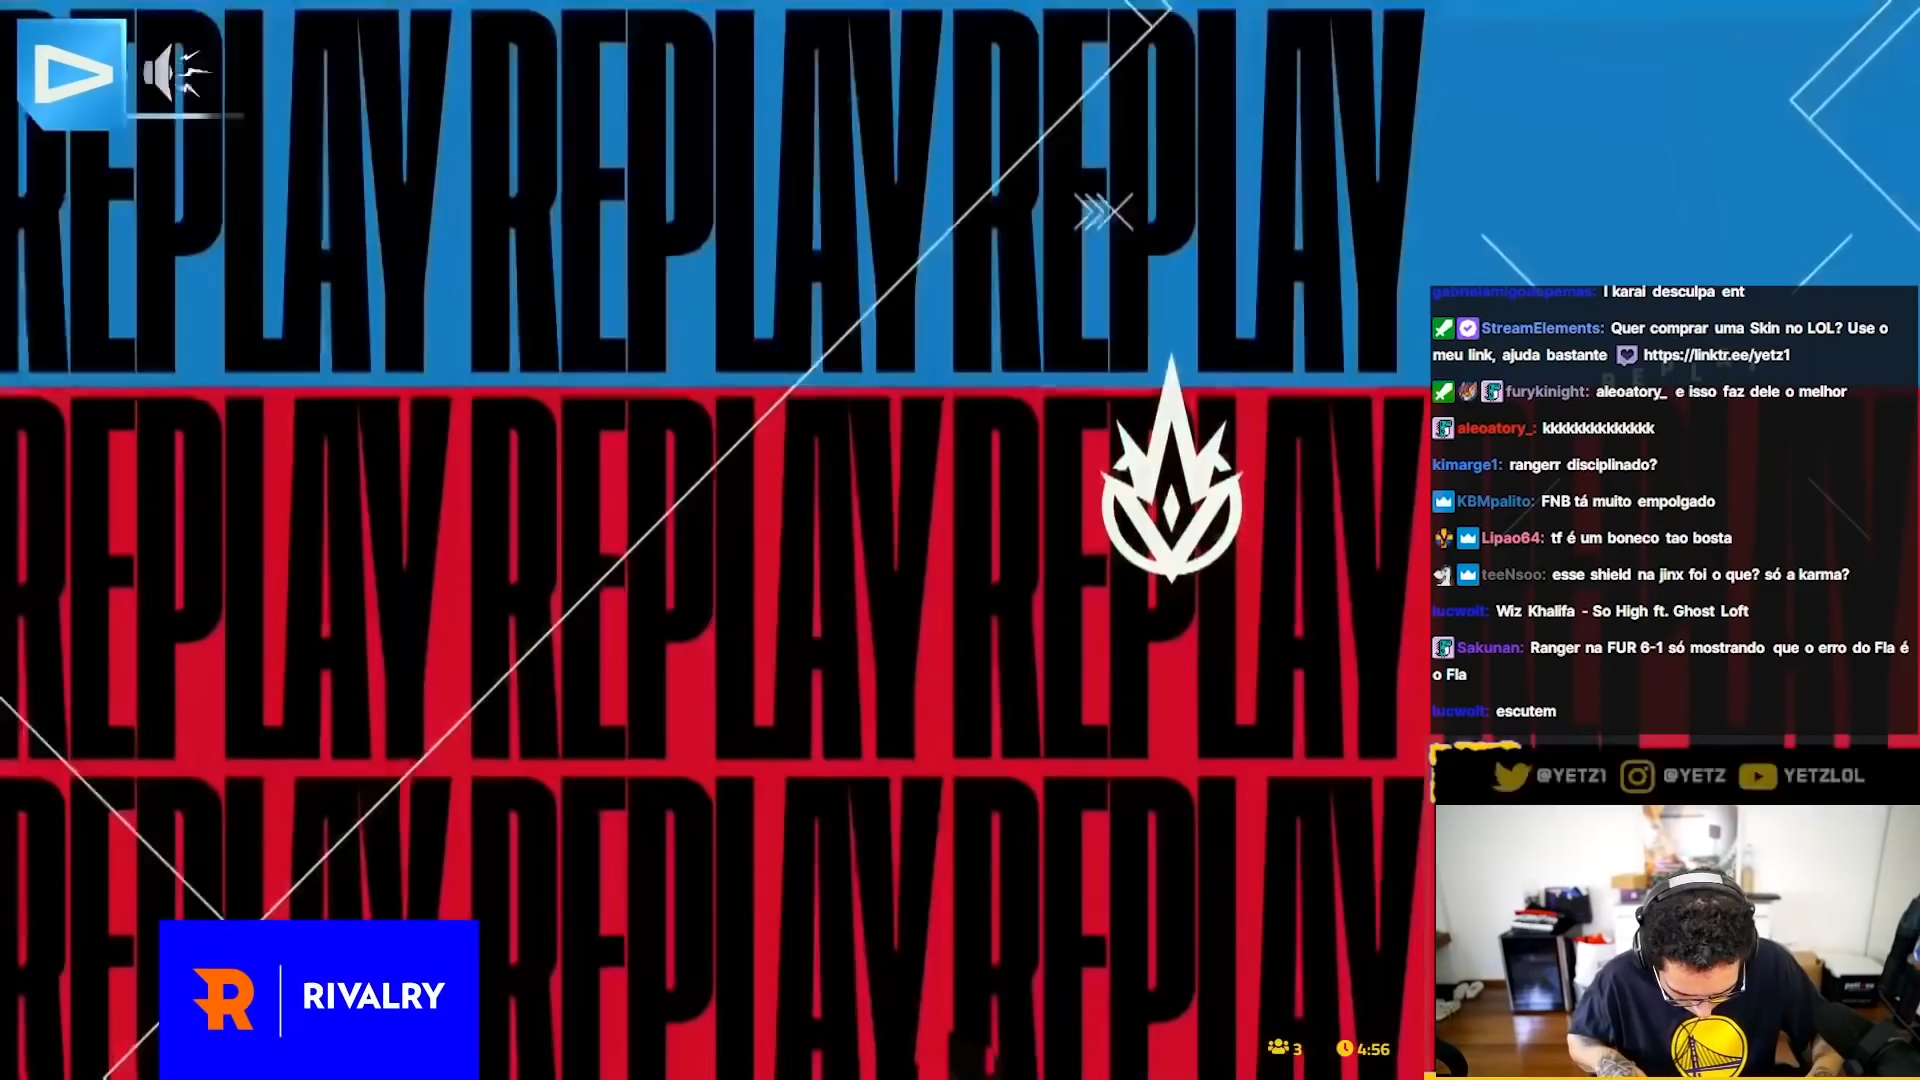 REPLAY REPLAY REPLAY
gabrielamigodspernas: l karai desculpa ent
StreamElements: Quer comprar uma Skin no LOL? Use o
meu link, ajuda bastante https://linktr.ee/yetz1
REPLAY
furykinight: aleoatory_ e isso faz dele o melhor
REPLAY REPLAY REPLAY
aleoatory_: kkkkkkkkkkkkkk
kimarge1: rangerr disciplinado?
KBMpalito: FNB tá muito empolgado
Lipao64: tf é um boneco tao bosta
teeNsoo: esse shield na jinx foi o que? só a karma?
lucwoit: Wiz Khalifa - So High ft. Ghost Loft
Sakunan: Ranger na FUR 6-1 só mostrando que o erro do Fla é
o Fla
lucwoit: escutem
@YETZ1 @YETZ YETZLOL
REPLAY REPLAY REPLAY
R RIVALRY
3 4:56